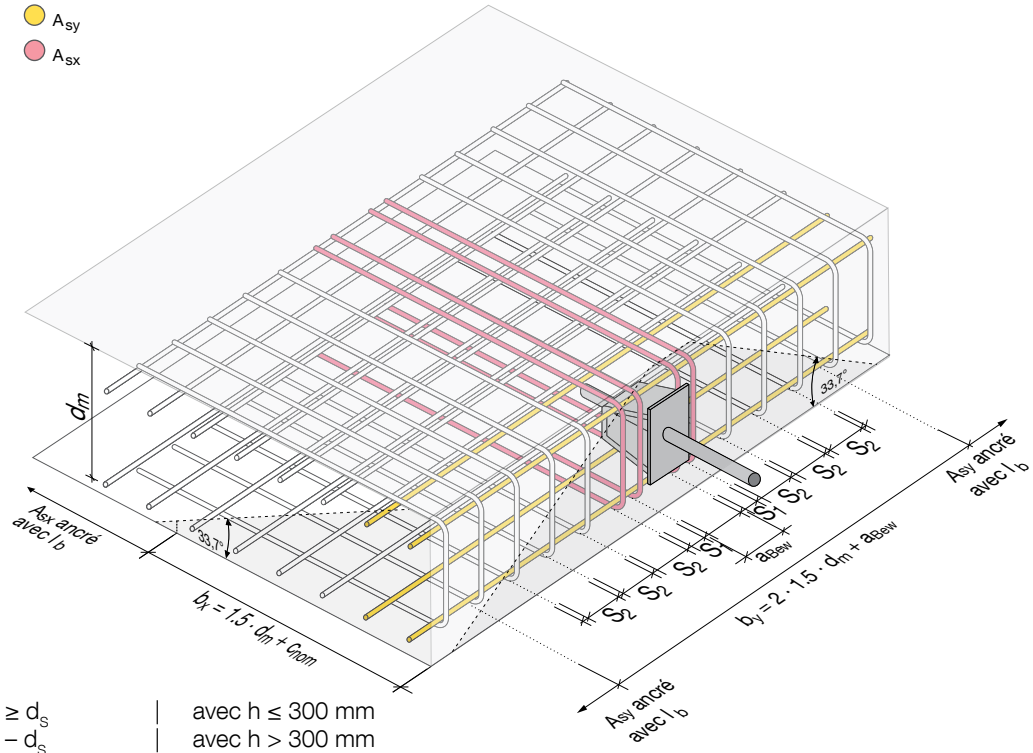 Asy
Asx
dm
33,7°
33,7°
S2
S2
S2
S1
aBew
S1
S2
S2
S2
Asy ancré
avec lb
Asx ancré
avec lb
bx = 1.5 · dm + cnom
by = 2 · 1.5 · dm + aBew
Asy ancré
avec lb
≥ ds | avec h ≤ 300 mm
– ds | avec h > 300 mm